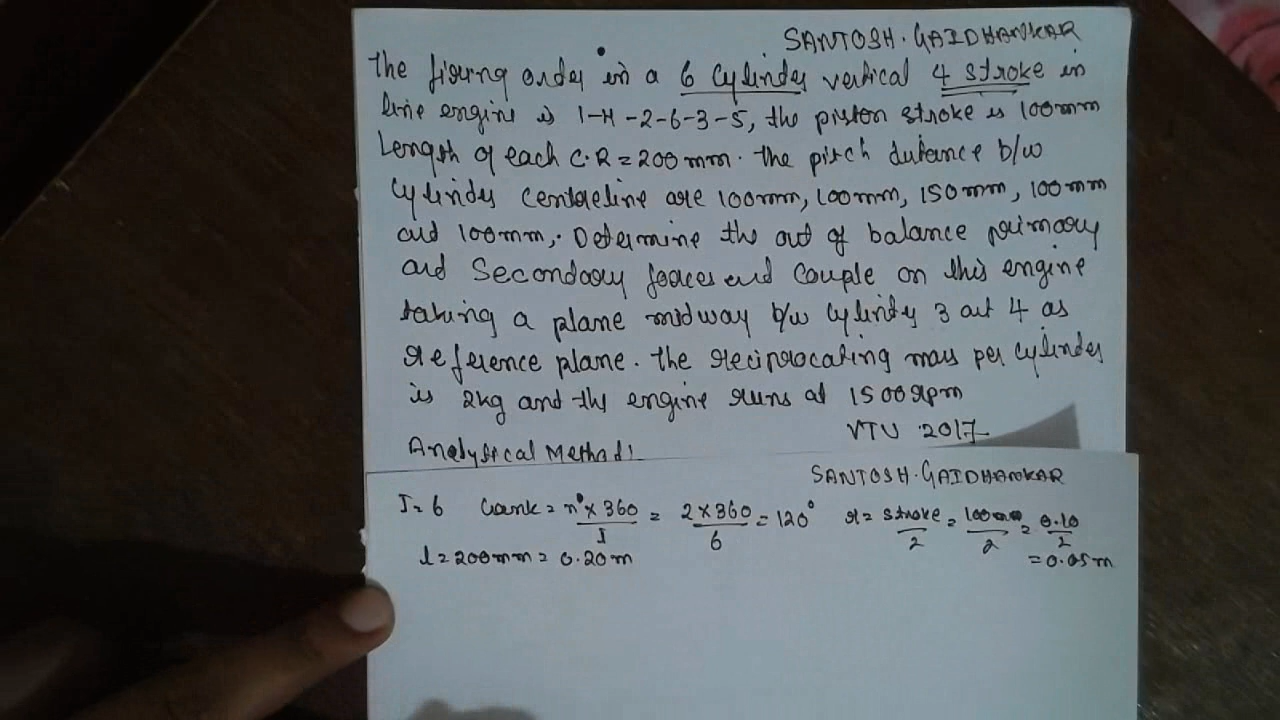 SANTOSH.GAIDHANKAR
The firing order in a 6 cylinder vertical 4 stroke in
line engine is 1-4-2-6-3-5, the piston stroke is 100mm
Length of each C.R = 200mm. the pitch distance b/w
cylinder centreline are 100mm, 100mm, 150mm, 100mm
and 100mm,. Determine the out of balance primary
and Secondary forces and couple on this engine
taking a plane midway b/w cylinder 3 and 4 as
reference plane. the reciprocating mass per cylinder
is 2kg and the engine runs at 1500rpm
VTU 2017
Analytical Method:
SANTOSH.GAIDHANKAR
I=6 Crank = n° × 360 / I = 2 × 360 / 6 = 120° r = stroke / 2 = 100mm / 2 = 0.10 / 2
l = 200mm = 0.20m = 0.05m